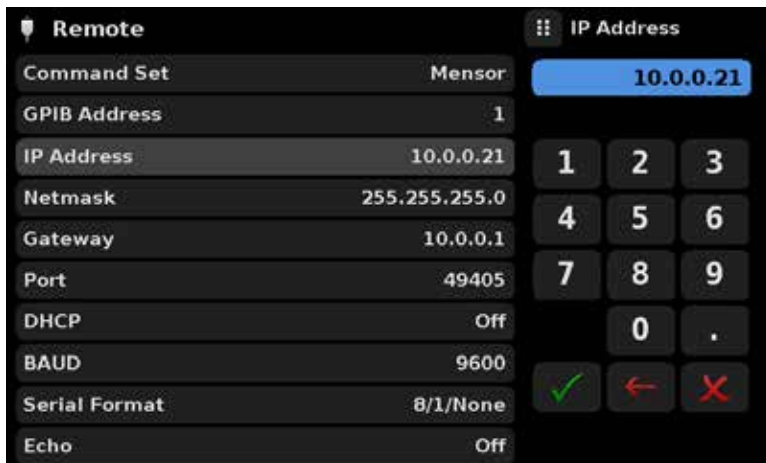 Remote
Command Set Mensor
GPIB Address 1
IP Address 10.0.0.21
Netmask 255.255.255.0
Gateway 10.0.0.1
Port 49405
DHCP Off
BAUD 9600
Serial Format 8/1/None
Echo Off
IP Address
10.0.0.21
1 2 3
4 5 6
7 8 9
0 .